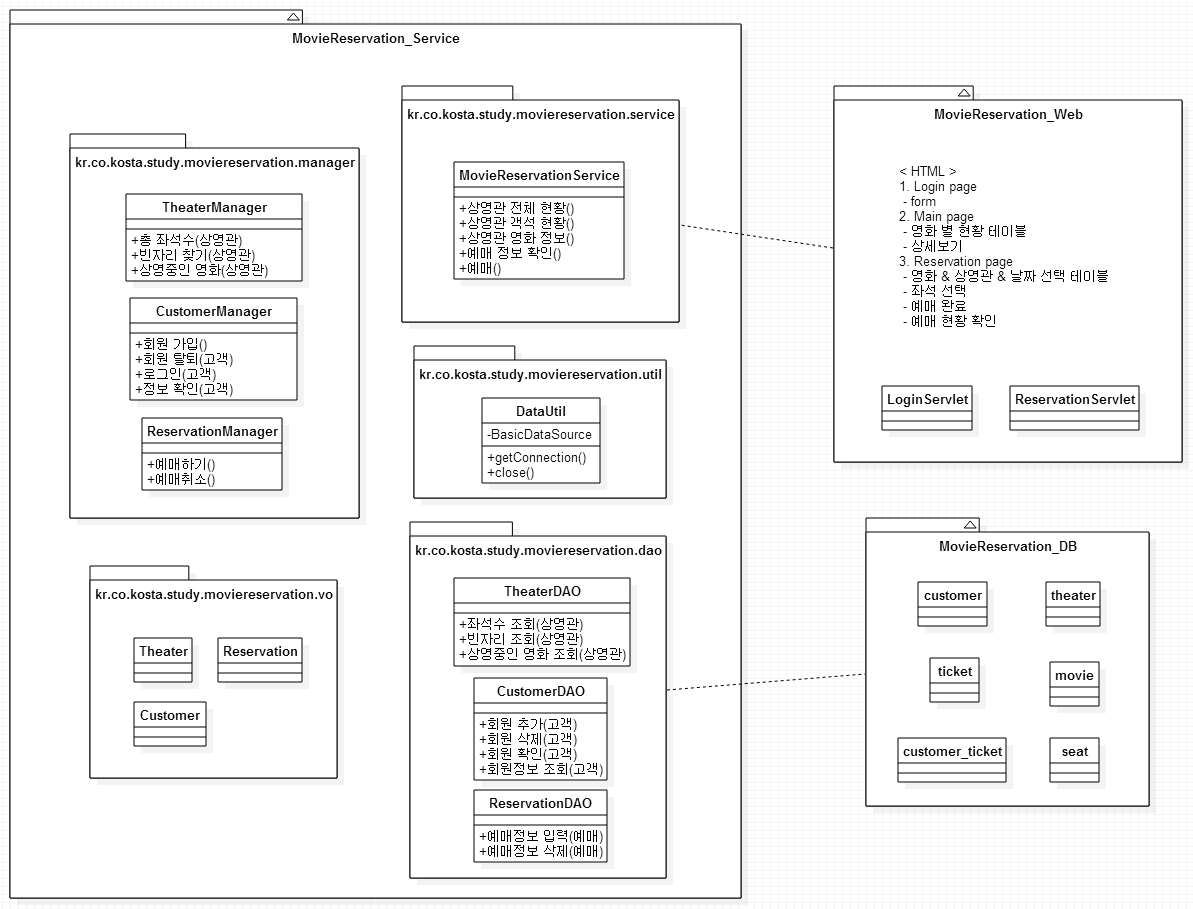 MovieReservation_Service
kr.co.kosta.study.moviereservation.manager
TheaterManager
+총 좌석수(상영관)
+빈자리 찾기(상영관)
+상영중인 영화(상영관)
CustomerManager
+회원 가입()
+회원 탈퇴(고객)
+로그인(고객)
+정보 확인(고객)
ReservationManager
+예매하기()
+예매취소()
kr.co.kosta.study.moviereservation.vo
Theater
Reservation
Customer
kr.co.kosta.study.moviereservation.service
MovieReservationService
+상영관 전체 현황()
+상영관 객석 현황()
+상영관 영화 정보()
+예매 정보 확인()
+예매()
kr.co.kosta.study.moviereservation.util
DataUtil
-BasicDataSource
+getConnection()
+close()
kr.co.kosta.study.moviereservation.dao
TheaterDAO
+좌석수 조회(상영관)
+빈자리 조회(상영관)
+상영중인 영화 조회(상영관)
CustomerDAO
+회원 추가(고객)
+회원 삭제(고객)
+회원 확인(고객)
+회원정보 조회(고객)
ReservationDAO
+예매정보 입력(예매)
+예매정보 삭제(예매)
MovieReservation_Web
< HTML >
1. Login page
- form
2. Main page
- 영화 별 현황 테이블
- 상세보기
3. Reservation page
- 영화 & 상영관 & 날짜 선택 테이블
- 좌석 선택
- 예매 완료
- 예매 현황 확인
LoginServlet
ReservationServlet
MovieReservation_DB
customer
theater
ticket
movie
customer_ticket
seat